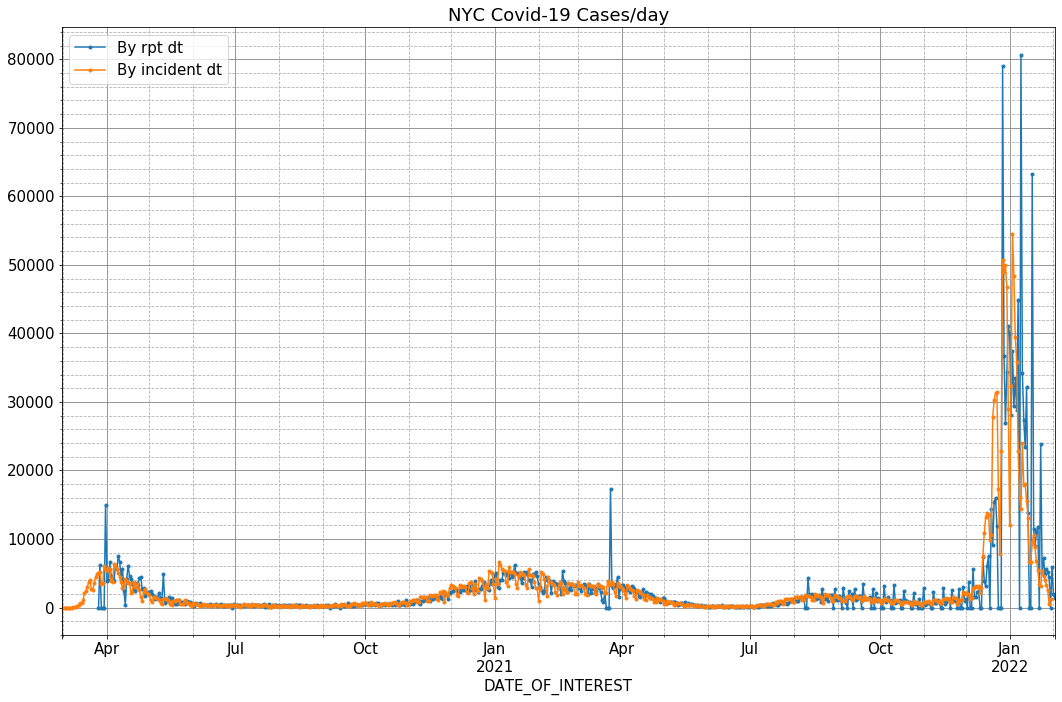 NYC Covid-19 Cases/day
By rpt dt
By incident dt
80000
70000
60000
50000
40000
30000
20000
10000
0
Apr Jul Oct Jan Apr Jul Oct Jan
2021 2022
DATE_OF_INTEREST